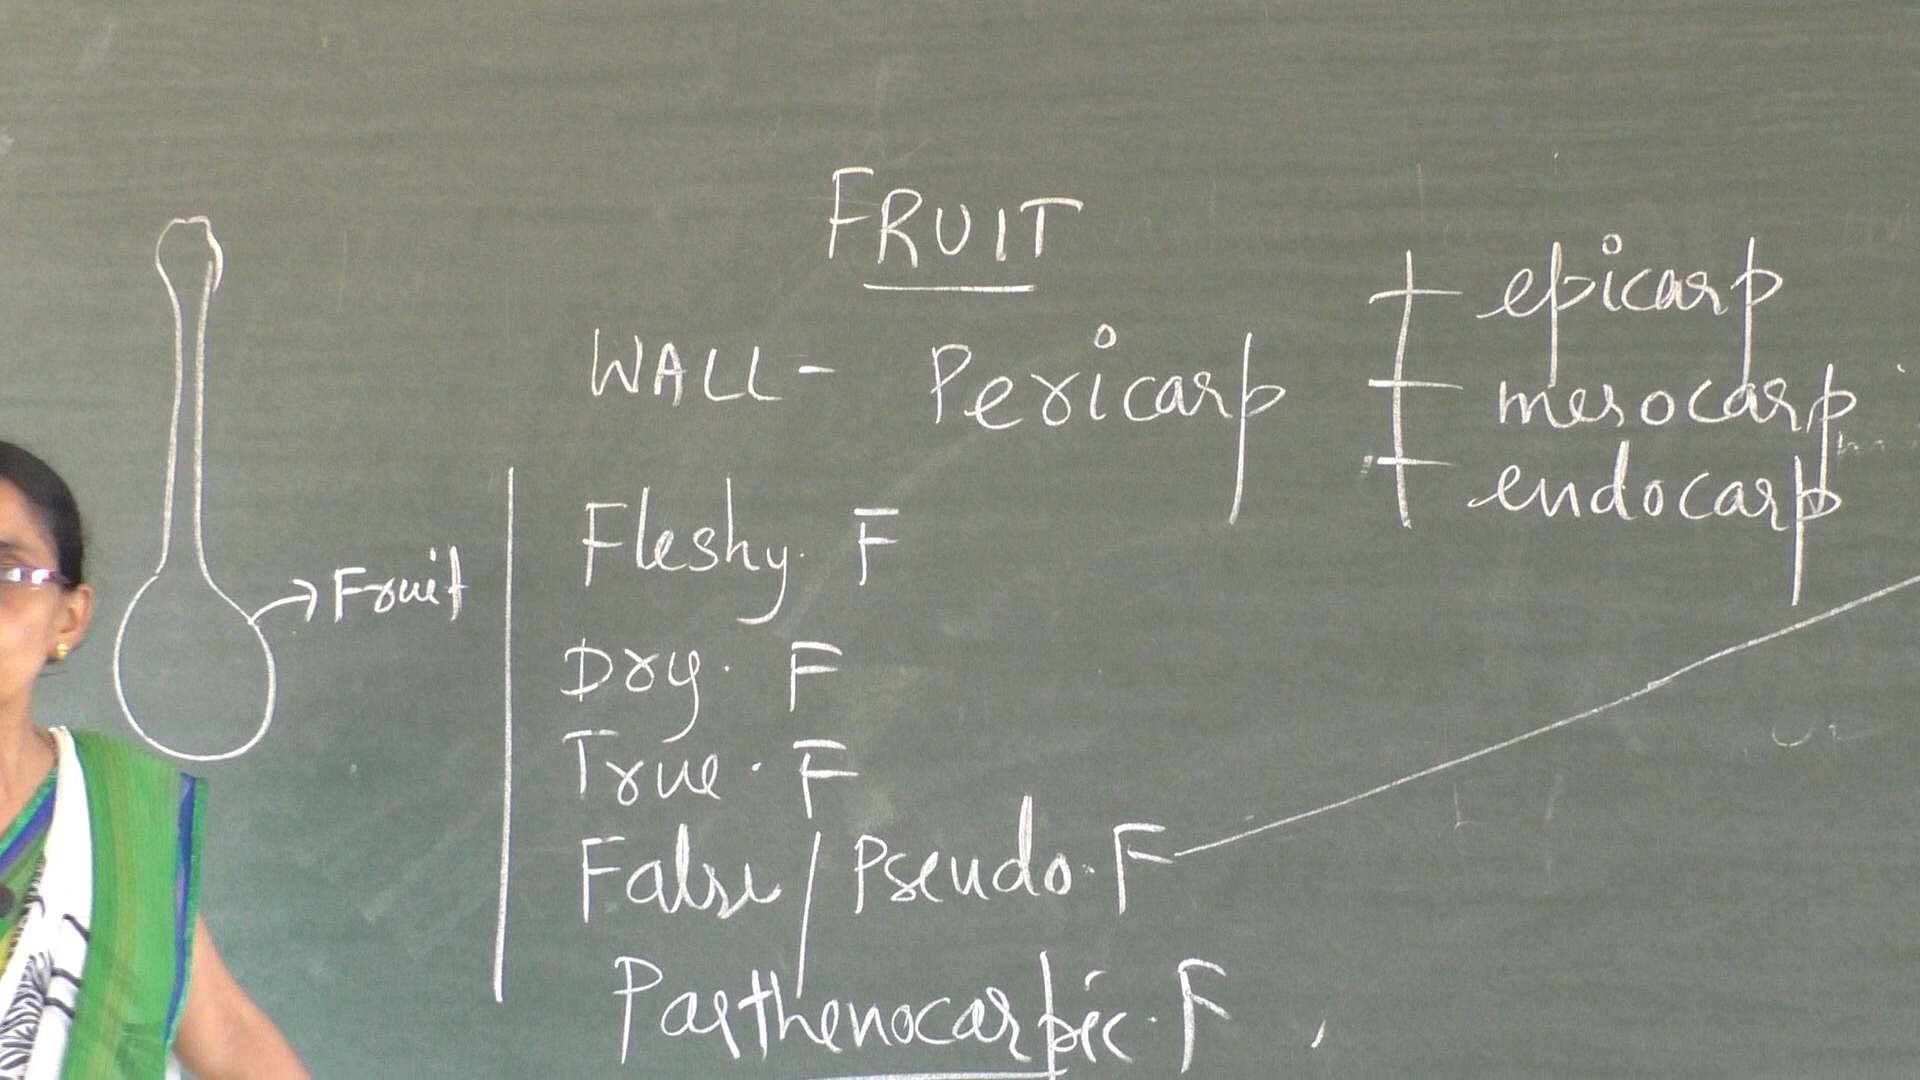 FRUIT
WALL - Pericarp
epicarp
mesocarp
endocarp
→ Fruit
Fleshy. F
Dry. F
True. F
False / Pseudo. F
Parthenocarpic. F